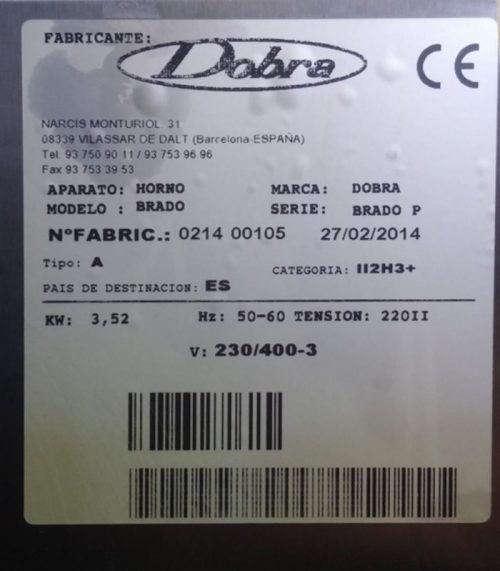 FABRICANTE:
Dobra
CE
NARCÍS MONTURIOL. 31
08339 VILASSAR DE DALT (Barcelona-ESPAÑA)
Tel. 93 750 90 11 / 93 753 96 96
Fax 93 753 39 53
APARATO: HORNO MARCA: DOBRA
MODELO : BRADO SERIE: BRADO P
NºFABRIC.: 0214 00105 27/02/2014
Tipo: A CATEGORIA: II2H3+
PAIS DE DESTINACION: ES
KW: 3,52 Hz: 50-60 TENSION: 220II
V: 230/400-3